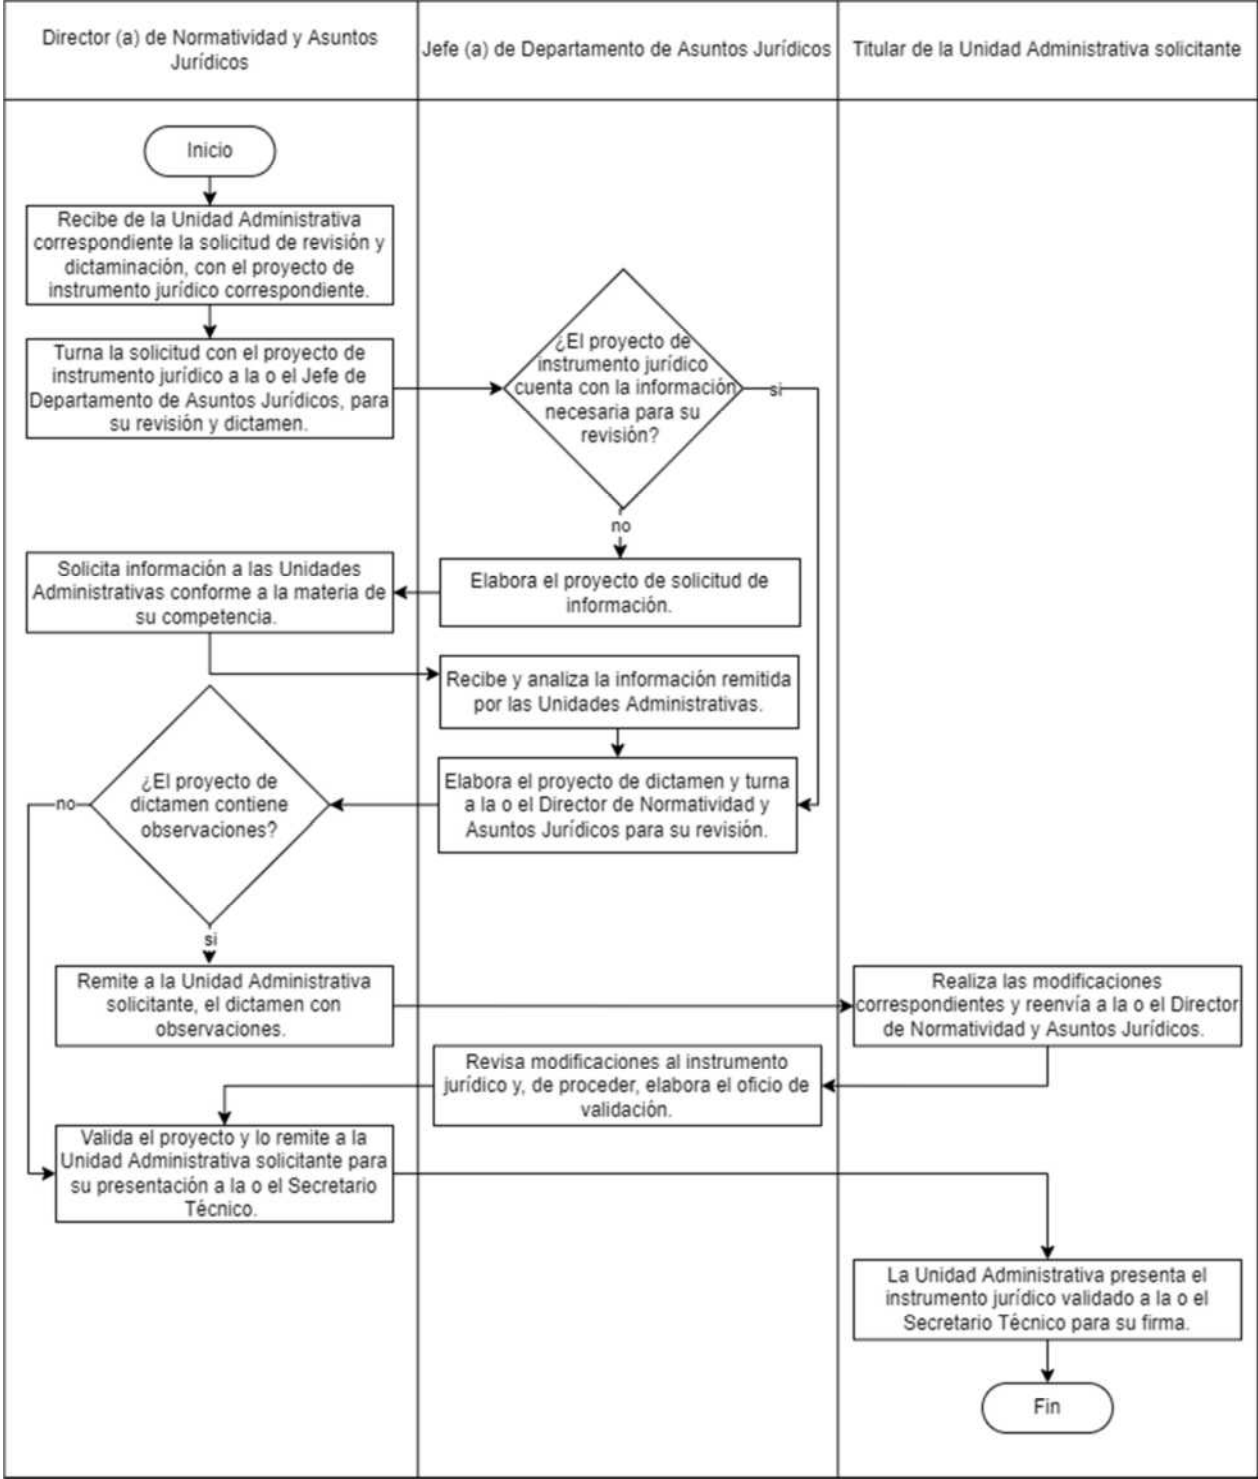 Director (a) de Normatividad y Asuntos
Jurídicos
Jefe (a) de Departamento de Asuntos Jurídicos
Titular de la Unidad Administrativa solicitante
Inicio
Recibe de la Unidad Administrativa
correspondiente la solicitud de revisión y
dictaminación, con el proyecto de
instrumento jurídico correspondiente.
Turna la solicitud con el proyecto de
instrumento jurídico a la o el Jefe de
Departamento de Asuntos Jurídicos, para
su revisión y dictamen.
¿El proyecto de
instrumento jurídico
cuenta con la información
necesaria para su
revisión?
si
no
Elabora el proyecto de solicitud de
información.
Solicita información a las Unidades
Administrativas conforme a la materia de
su competencia.
Recibe y analiza la información remitida
por las Unidades Administrativas.
Elabora el proyecto de dictamen y turna
a la o el Director de Normatividad y
Asuntos Jurídicos para su revisión.
¿El proyecto de
dictamen contiene
observaciones?
no
si
Remite a la Unidad Administrativa
solicitante, el dictamen con
observaciones.
Realiza las modificaciones
correspondientes y reenvía a la o el Director
de Normatividad y Asuntos Jurídicos.
Revisa modificaciones al instrumento
jurídico y, de proceder, elabora el oficio de
validación.
Valida el proyecto y lo remite a la
Unidad Administrativa solicitante para
su presentación a la o el Secretario
Técnico.
La Unidad Administrativa presenta el
instrumento jurídico validado a la o el
Secretario Técnico para su firma.
Fin